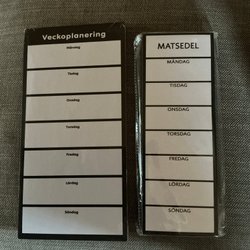 Veckoplanering
Måndag
Tisdag
Onsdag
Torsdag
Fredag
Lördag
Söndag
MATSEDEL
MÅNDAG
TISDAG
ONSDAG
TORSDAG
FREDAG
LÖRDAG
SÖNDAG